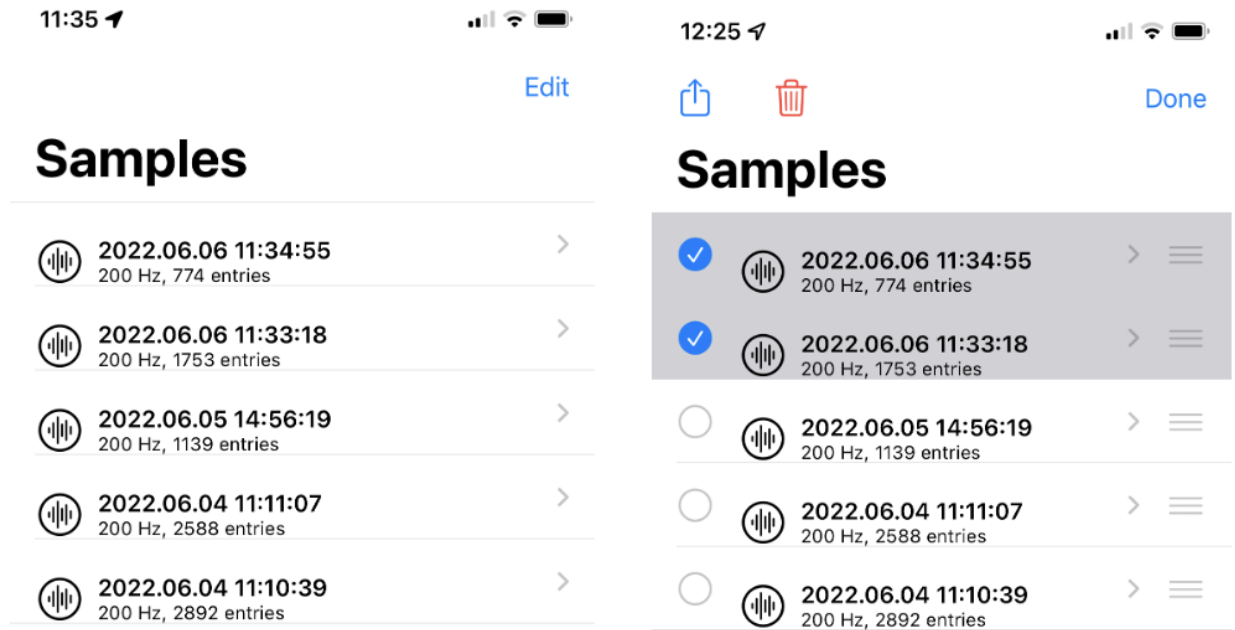 11:35
Edit
Samples
2022.06.06 11:34:55
200 Hz, 774 entries
2022.06.06 11:33:18
200 Hz, 1753 entries
2022.06.05 14:56:19
200 Hz, 1139 entries
2022.06.04 11:11:07
200 Hz, 2588 entries
2022.06.04 11:10:39
200 Hz, 2892 entries
12:25
Done
Samples
2022.06.06 11:34:55
200 Hz, 774 entries
2022.06.06 11:33:18
200 Hz, 1753 entries
2022.06.05 14:56:19
200 Hz, 1139 entries
2022.06.04 11:11:07
200 Hz, 2588 entries
2022.06.04 11:10:39
200 Hz, 2892 entries